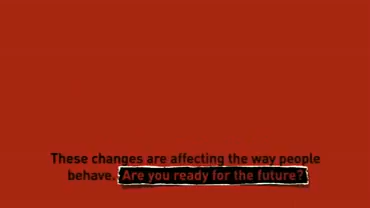 These changes are affecting the way people
behave. Are you ready for the future?